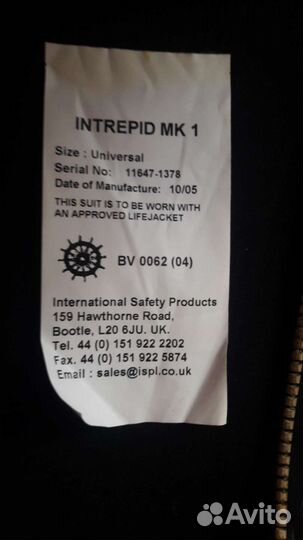 INTREPID MK 1
Size : Universal
Serial No: 11647-1378
Date of Manufacture: 10/05
THIS SUIT IS TO BE WORN WITH
AN APPROVED LIFEJACKET
BV 0062 (04)
International Safety Products
159 Hawthorne Road,
Bootle, L20 6JU. UK.
Tel. 44 (0) 151 922 2202
Fax. 44 (0) 151 922 5874
Email : sales@ispl.co.uk
Avito